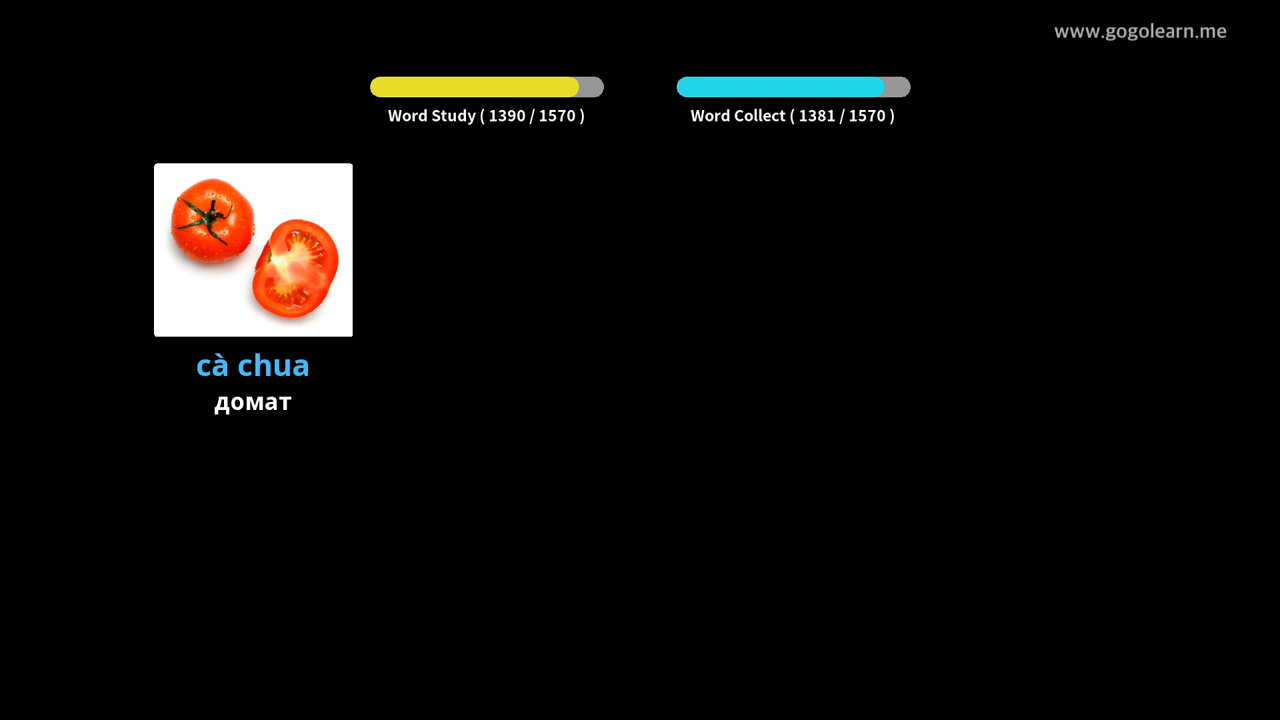 www.gogolearn.me
Word Study ( 1390 / 1570 )
Word Collect ( 1381 / 1570 )
cà chua
домат